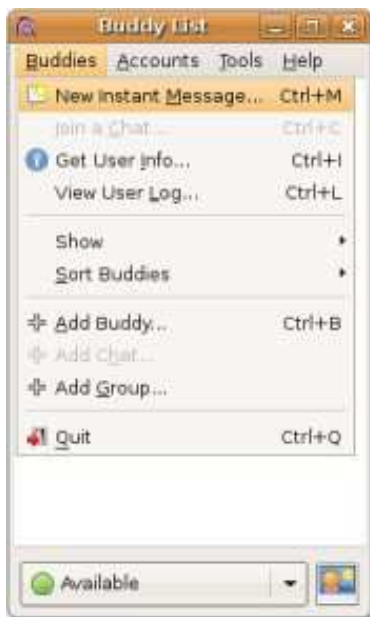 Buddy List
Buddies Accounts Tools Help
New Instant Message... Ctrl+M
Join a Chat... Ctrl+C
Get User Info... Ctrl+I
View User Log... Ctrl+L
Show
Sort Buddies
Add Buddy... Ctrl+B
Add Chat...
Add Group...
Quit Ctrl+Q
Available